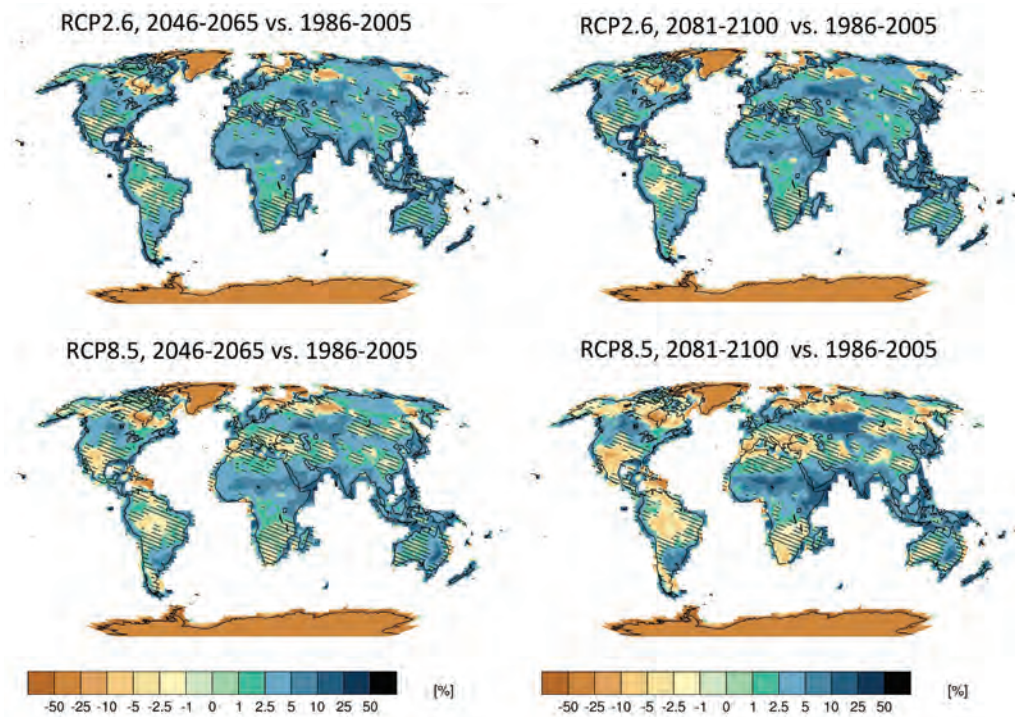 RCP2.6, 2046-2065 vs. 1986-2005
RCP2.6, 2081-2100 vs. 1986-2005
RCP8.5, 2046-2065 vs. 1986-2005
RCP8.5, 2081-2100 vs. 1986-2005
[%]
-50 -25 -10 -5 -2.5 -1 0 1 2.5 5 10 25 50
[%]
-50 -25 -10 -5 -2.5 -1 0 1 2.5 5 10 25 50